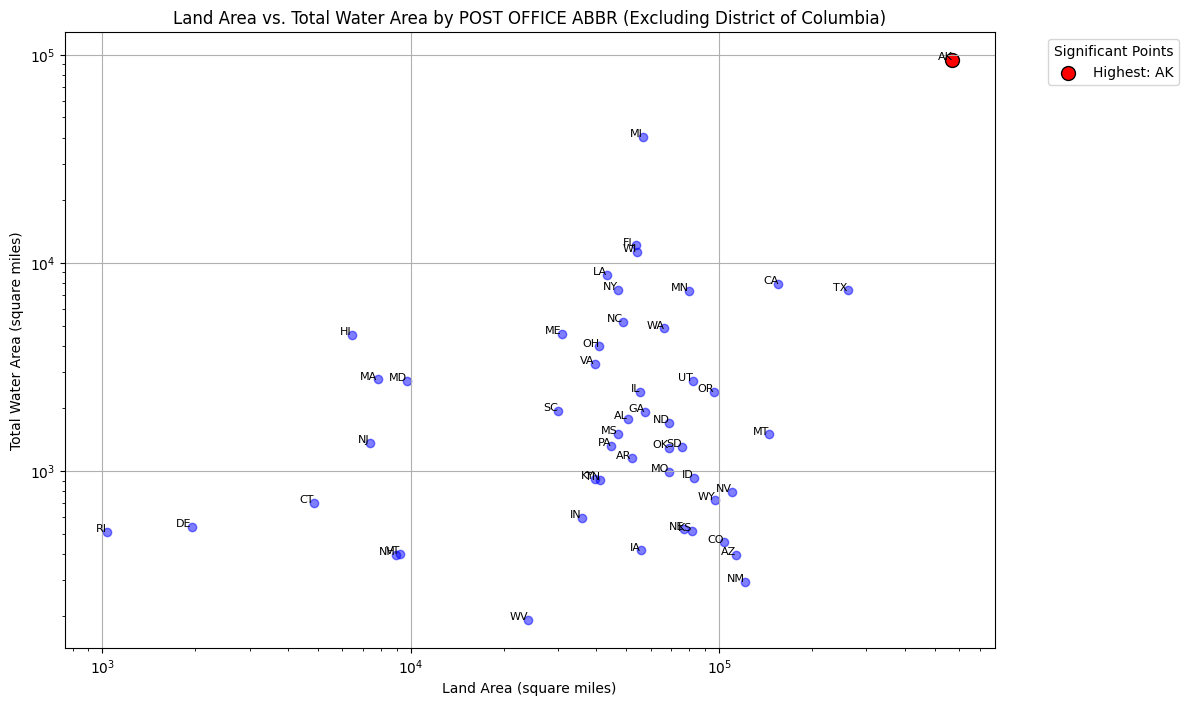 Land Area vs. Total Water Area by POST OFFICE ABBR (Excluding District of Columbia)
Significant Points
Highest: AK
Total Water Area (square miles)
10^5
10^4
10^3
AK
MI
FL
WI
LA
NY
MN
CA
TX
NC
WA
HI
ME
OH
VA
MA
MD
UT
IL
OR
SC
GA
AL
ND
MS
MT
NJ
PA
OK
SD
AR
MO
KY
TN
ID
NV
WY
CT
IN
RI
DE
NE
KS
CO
NH
VT
IA
AZ
NM
WV
10^3
10^4
10^5
Land Area (square miles)